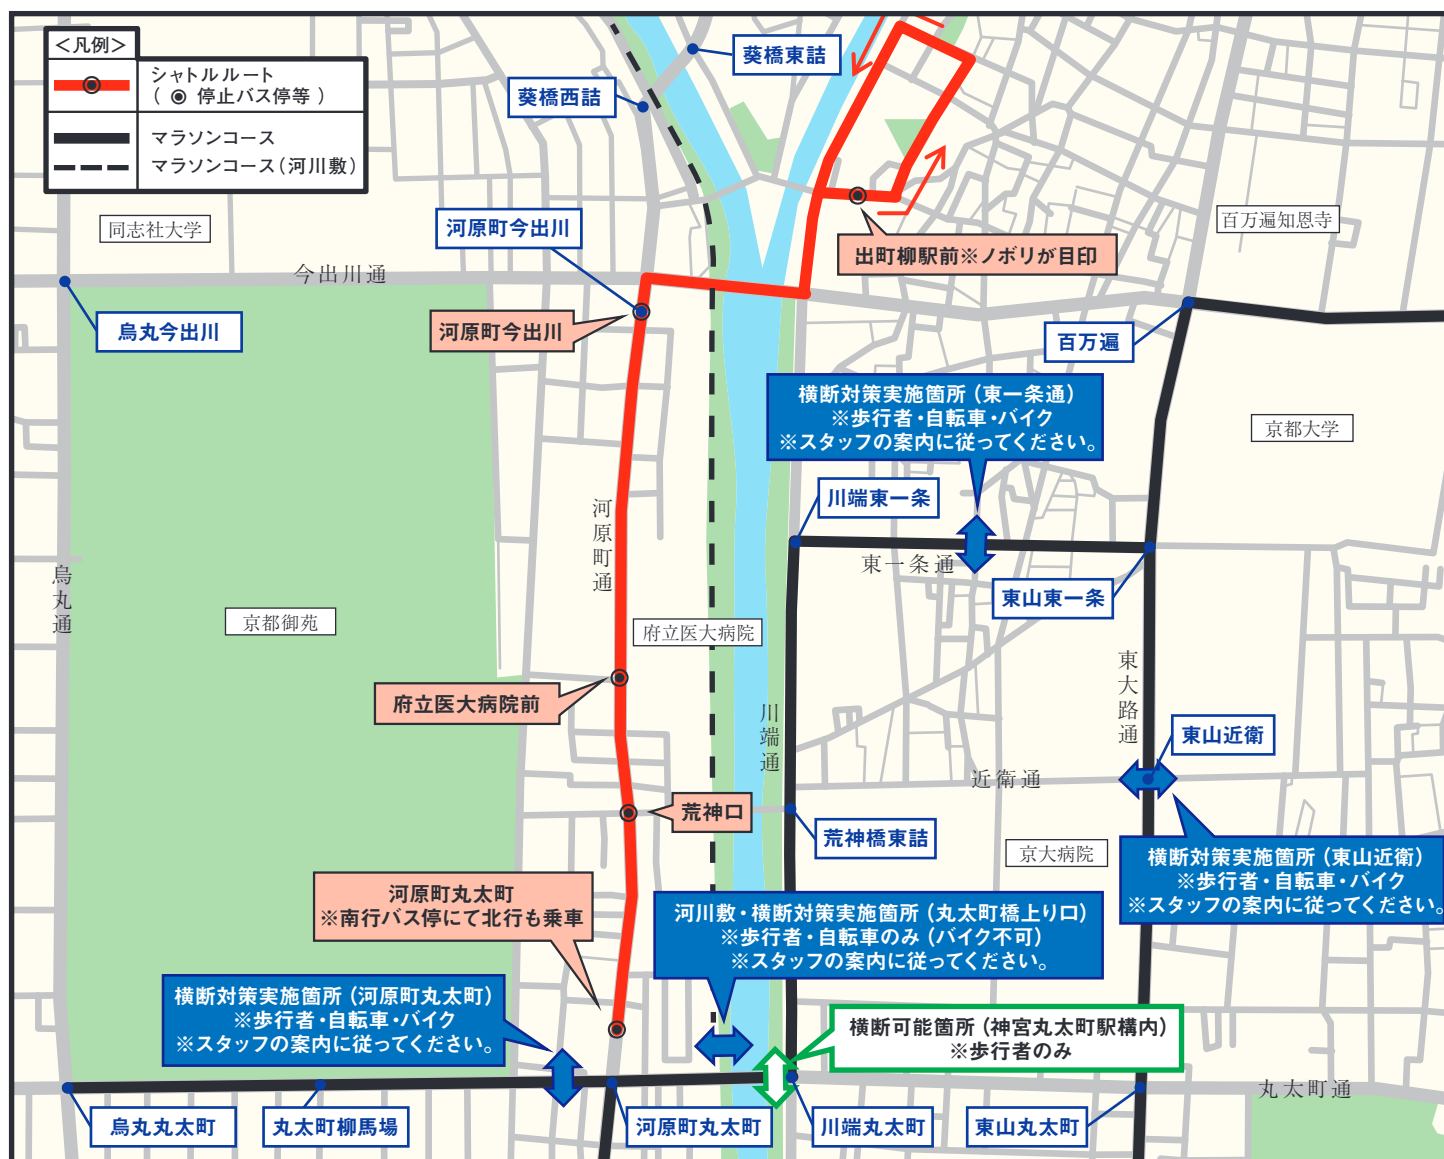 ＜凡例＞
シャトルルート
（ ◉ 停止バス停等 ）
マラソンコース
マラソンコース（河川敷）
葵橋東詰
葵橋西詰
同志社大学
河原町今出川
百万遍知恩寺
出町柳駅前※ノボリが目印
今出川通
烏丸今出川
河原町今出川
百万遍
横断対策実施箇所（東一条通）
※歩行者・自転車・バイク
※スタッフの案内に従ってください。
京都大学
川端東一条
河原町通
東一条通
烏丸通
東山東一条
京都御苑
府立医大病院
東大路通
府立医大病院前
川端通
東山近衛
近衛通
荒神口
荒神橋東詰
京大病院
横断対策実施箇所（東山近衛）
※歩行者・自転車・バイク
※スタッフの案内に従ってください。
河原町丸太町
※南行バス停にて北行も乗車
河川敷・横断対策実施箇所（丸太町橋上り口）
※歩行者・自転車のみ（バイク不可）
※スタッフの案内に従ってください。
横断対策実施箇所（河原町丸太町）
※歩行者・自転車・バイク
※スタッフの案内に従ってください。
横断可能箇所（神宮丸太町駅構内）
※歩行者のみ
丸太町通
烏丸丸太町
丸太町柳馬場
河原町丸太町
川端丸太町
東山丸太町